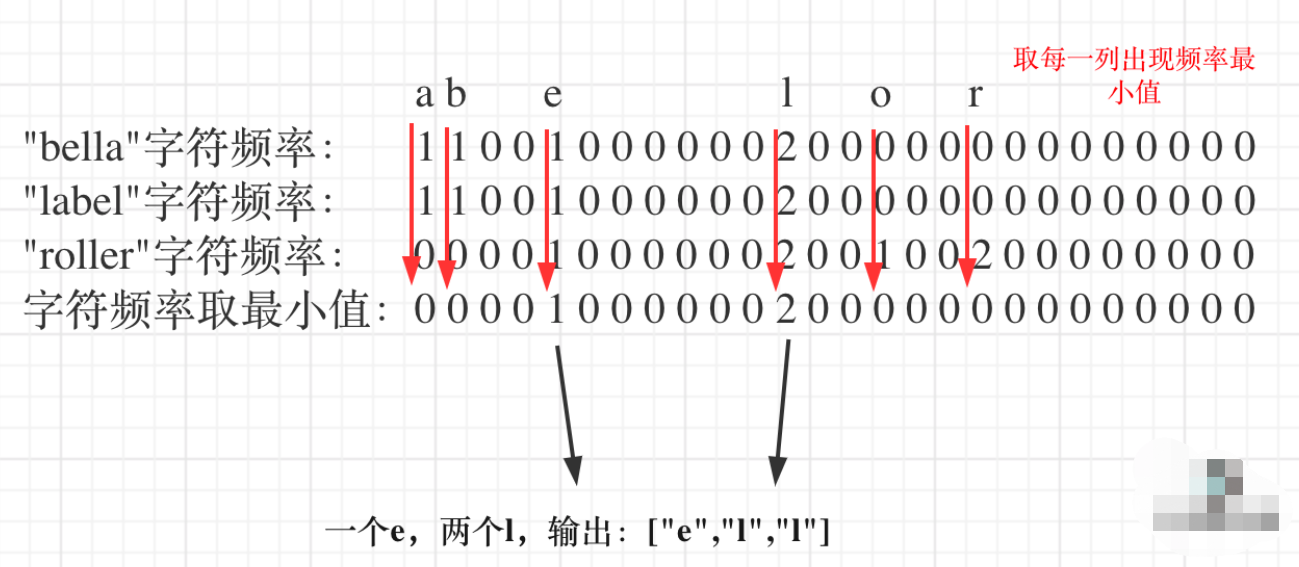 取每一列出现频率最
小值
a b e l o r
"bella"字符频率： 1 1 0 0 1 0 0 0 0 0 0 2 0 0 0 0 0 0 0 0 0 0 0 0 0 0
"label"字符频率： 1 1 0 0 1 0 0 0 0 0 0 2 0 0 0 0 0 0 0 0 0 0 0 0 0 0
"roller"字符频率： 0 0 0 0 1 0 0 0 0 0 0 2 0 0 1 0 0 2 0 0 0 0 0 0 0 0
字符频率取最小值： 0 0 0 0 1 0 0 0 0 0 0 2 0 0 0 0 0 0 0 0 0 0 0 0 0 0
一个e，两个l，输出：["e","l","l"]